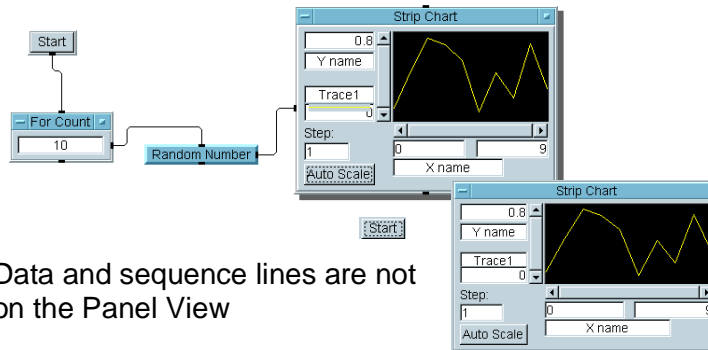 Strip Chart
Start
0.8
Y name
Trace1
0
For Count
10
Random Number
Step:
1
0 9
X name
Auto Scale
Start
Strip Chart
0.8
Y name
Trace1
0
Step:
1
0 9
X name
Auto Scale
Data and sequence lines are not
on the Panel View